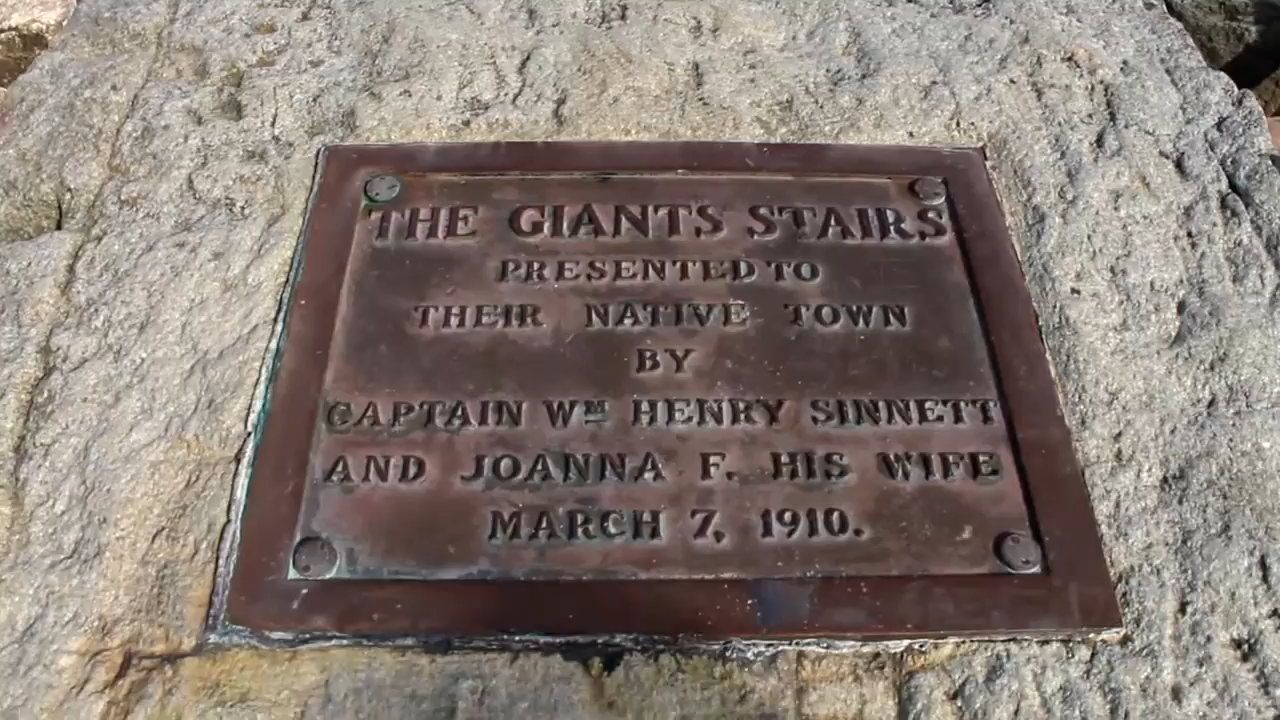 THE GIANTS STAIRS
PRESENTED TO
THEIR NATIVE TOWN
BY
CAPTAIN WM HENRY SINNETT
AND JOANNA F. HIS WIFE
MARCH 7, 1910.